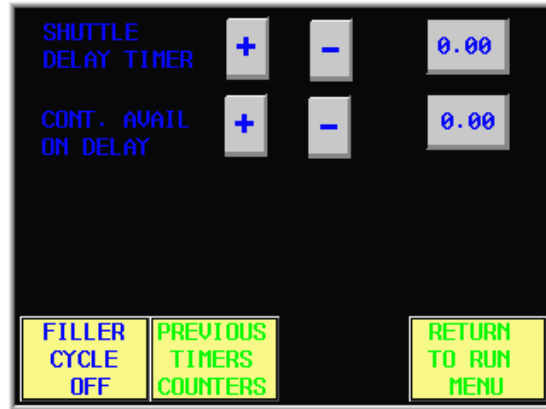 SHUTTLE
DELAY TIMER
+
-
0.00
CONT. AVAIL
ON DELAY
+
-
0.00
FILLER
CYCLE
OFF
PREVIOUS
TIMERS
COUNTERS
RETURN
TO RUN
MENU